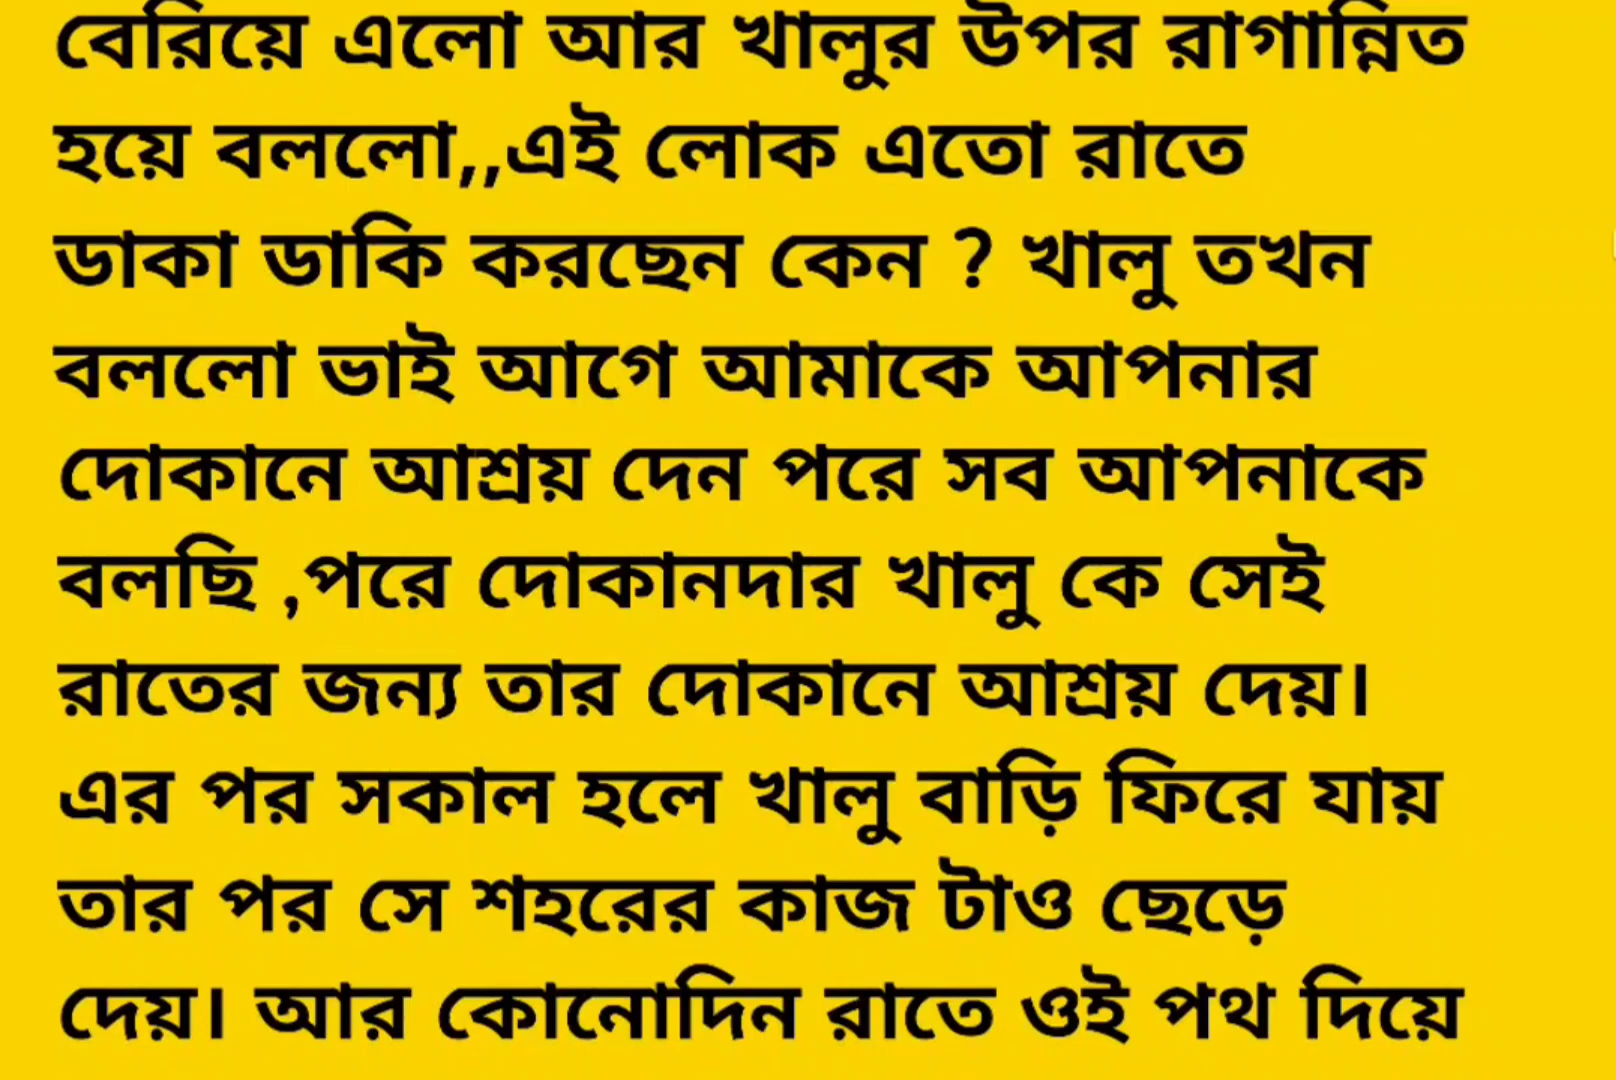 বেরিয়ে এলো আর খালুর উপর রাগান্নিত
হয়ে বললো,,এই লোক এতো রাতে
ডাকা ডাকি করছেন কেন ? খালু তখন
বললো ভাই আগে আমাকে আপনার
দোকানে আশ্রয় দেন পরে সব আপনাকে
বলছি ,পরে দোকানদার খালু কে সেই
রাতের জন্য তার দোকানে আশ্রয় দেয়।
এর পর সকাল হলে খালু বাড়ি ফিরে যায়
তার পর সে শহরের কাজ টাও ছেড়ে
দেয়। আর কোনোদিন রাতে ওই পথ দিয়ে